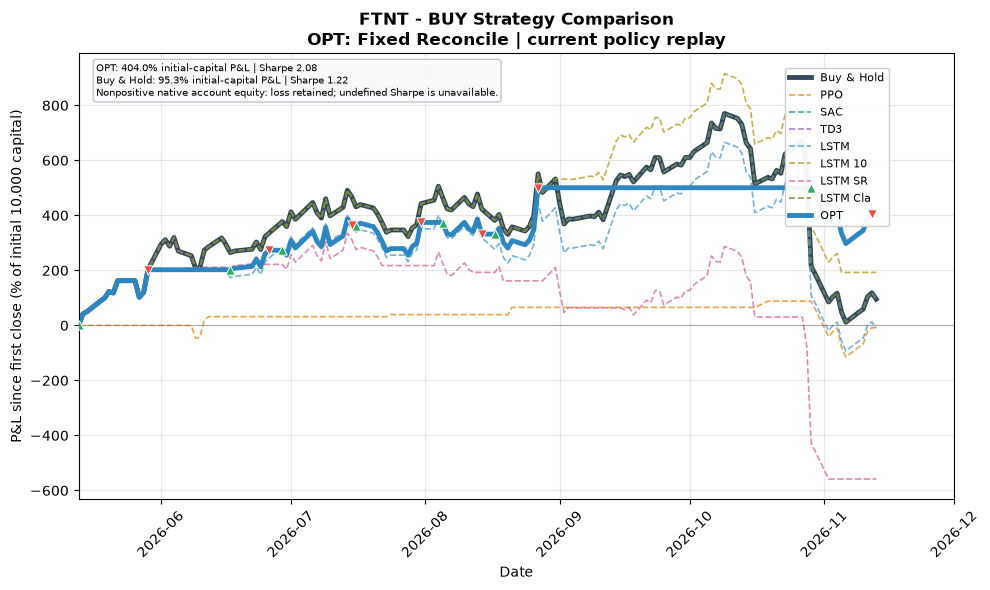 FTNT - BUY Strategy Comparison
OPT: Fixed Reconcile | current policy replay
OPT: 404.0% initial-capital P&L | Sharpe 2.08
Buy & Hold: 95.3% initial-capital P&L | Sharpe 1.22
Nonpositive native account equity: loss retained; undefined Sharpe is unavailable.
Buy & Hold
PPO
SAC
TD3
LSTM
LSTM 10
LSTM SR
LSTM Cla
OPT
P&L since first close (% of initial 10,000 capital)
800
600
400
200
0
−200
−400
−600
2026-06
2026-07
2026-08
2026-09
2026-10
2026-11
2026-12
Date